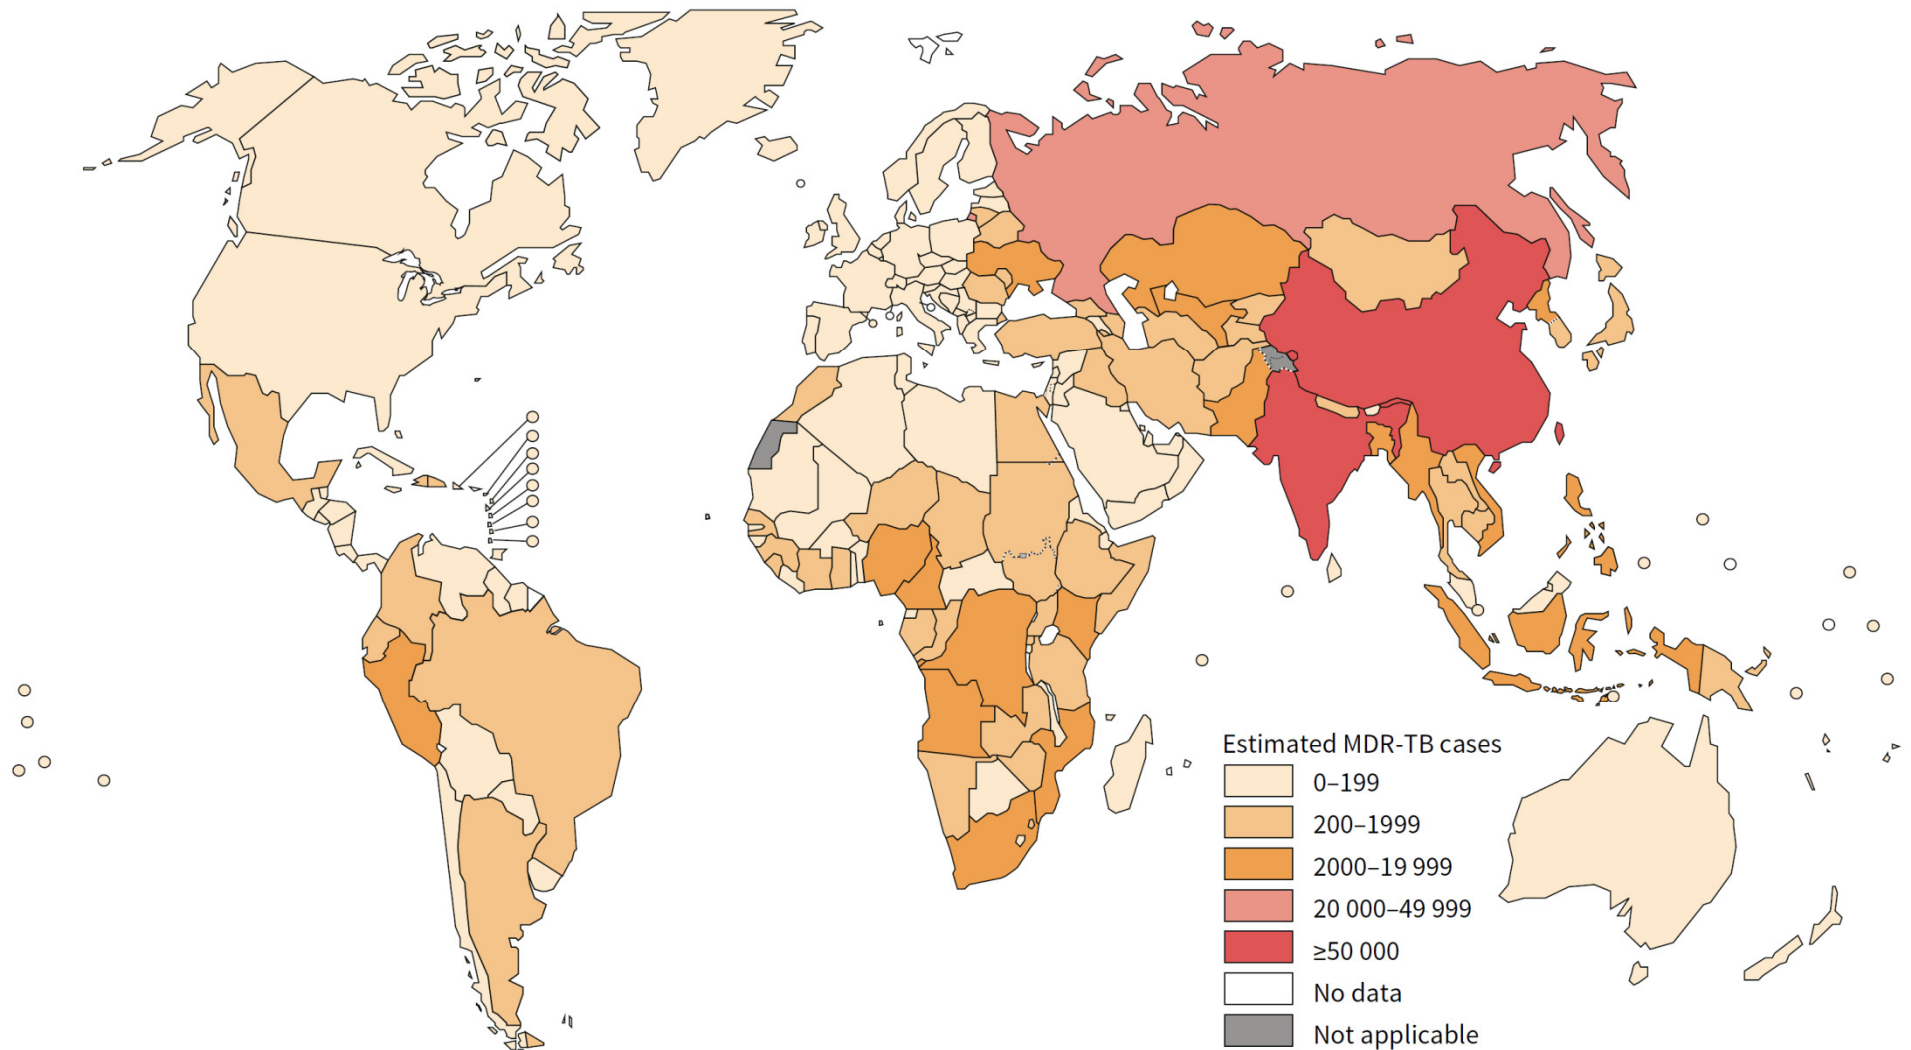 Estimated MDR-TB cases
0–199
200–1999
2000–19 999
20 000–49 999
≥50 000
No data
Not applicable